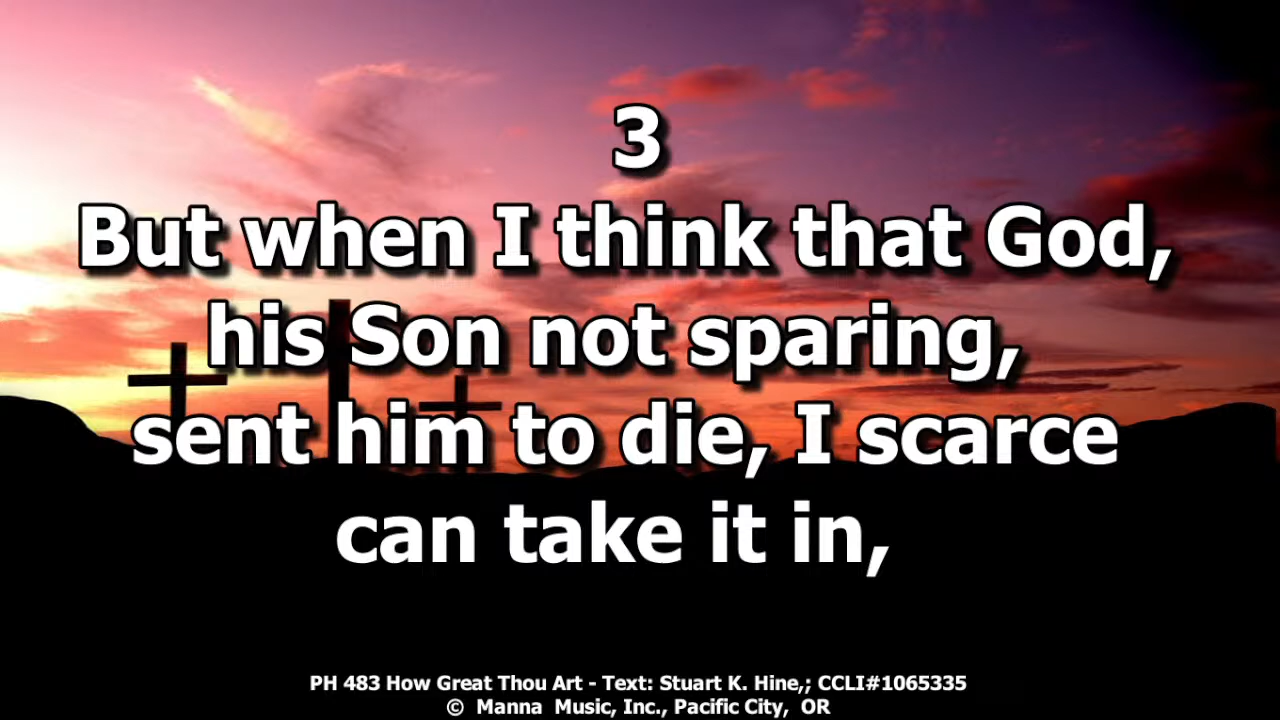 3
But when I think that God,
his Son not sparing,
sent him to die, I scarce
can take it in,
PH 483 How Great Thou Art - Text: Stuart K. Hine,; CCLI#1065335
© Manna Music, Inc., Pacific City, OR